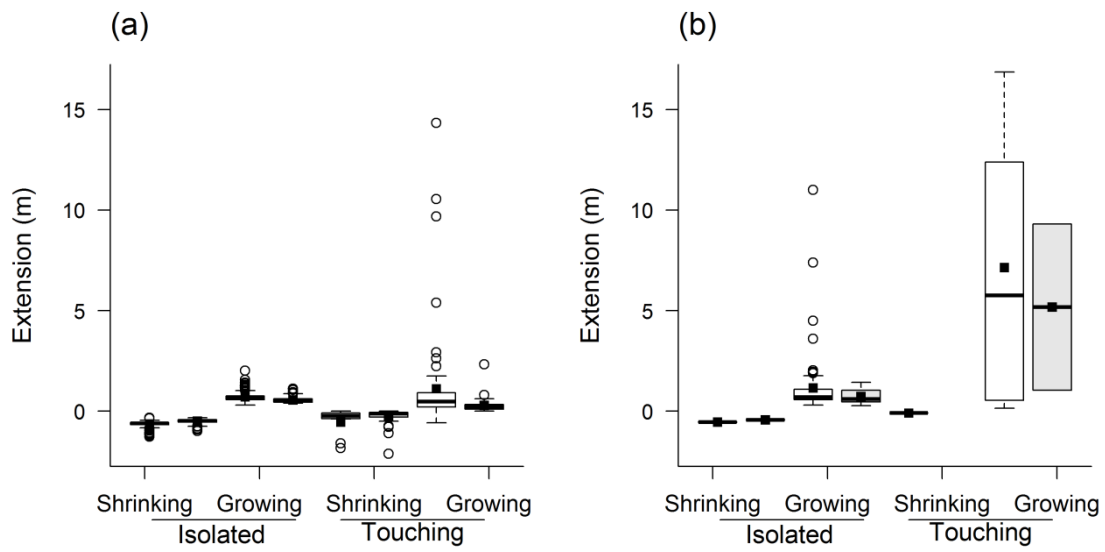 (a)
Extension (m)
15
10
5
0
Shrinking Growing Shrinking Growing
Isolated Touching
(b)
Extension (m)
15
10
5
0
Shrinking Growing Shrinking Growing
Isolated Touching